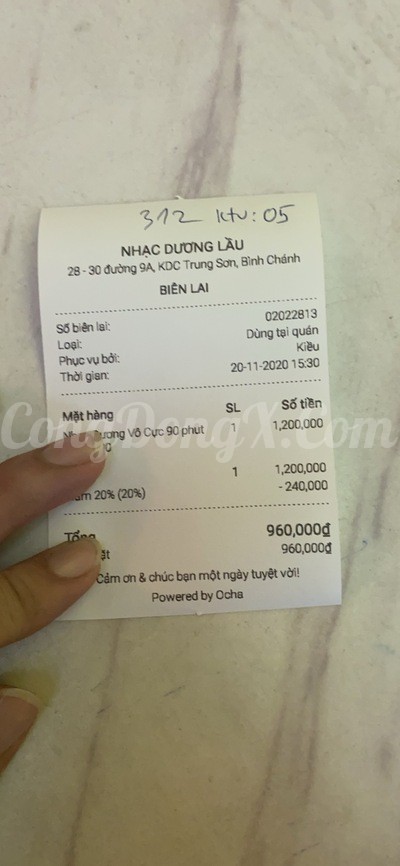 312 ktv: 05
NHẠC DƯƠNG LẦU
28 - 30 đường 9A, KDC Trung Sơn, Bình Chánh
BIÊN LAI
Số biên lai: 02022813
Loại: Dùng tại quán
Phục vụ bởi: Kiều
Thời gian: 20-11-2020 15:30
Mặt hàng SL Số tiền
Vô Cực 90 phút 1 1,200,000
CongDongX.Com
1 1,200,000
20% (20%) - 240,000
Tổng 960,000₫
960,000₫
Cảm ơn & chúc bạn một ngày tuyệt vời!
Powered by Ocha